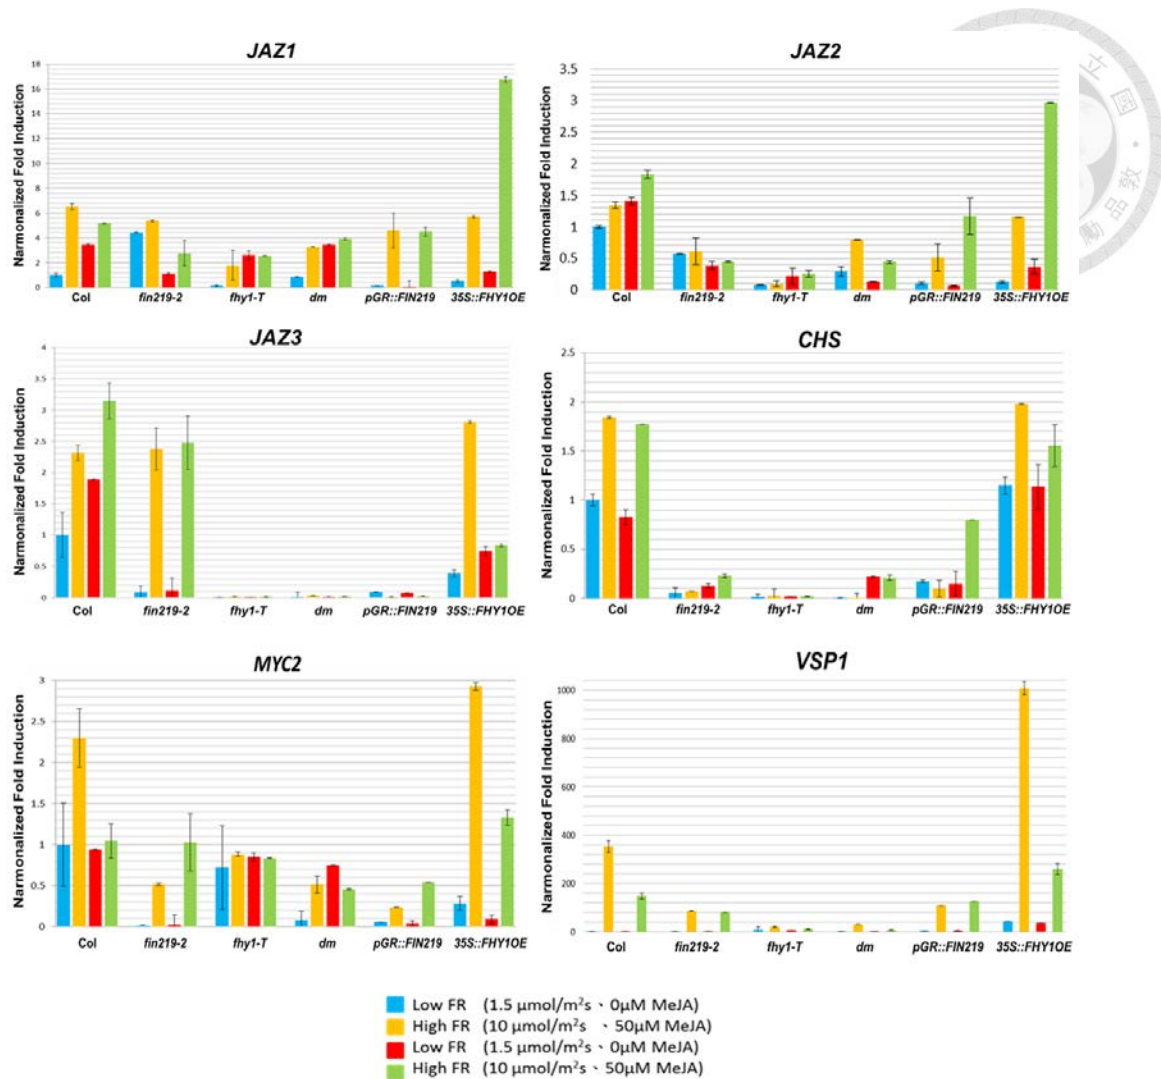 JAZ1
Narmonalized Fold Induction
18
16
14
12
10
8
6
4
2
0
Col fin219-2 fhy1-T dm pGR::FIN219 35S::FHY1OE
JAZ2
Narmonalized Fold Induction
3.5
3
2.5
2
1.5
1
0.5
0
Col fin219-2 fhy1-T dm pGR::FIN219 35S::FHY1OE
立
國
敦
品
勵
JAZ3
Narmonalized Fold Induction
4
3.5
3
2.5
2
1.5
1
0.5
0
Col fin219-2 fhy1-T dm pGR::FIN219 35S::FHY1OE
CHS
Narmonalized Fold Induction
2.5
2
1.5
1
0.5
0
Col fin219-2 fhy1-T dm pGR::FIN219 35S::FHY1OE
MYC2
Narmonalized Fold Induction
3
2.5
2
1.5
1
0.5
0
Col fin219-2 fhy1-T dm pGR::FIN219 35S::FHY1OE
VSP1
Narmonalized Fold Induction
1000
800
600
400
200
0
Col fin219-2 fhy1-T dm pGR::FIN219 35S::FHY1OE
Low FR (1.5 μmol/m²s、0μM MeJA)
High FR (10 μmol/m²s、50μM MeJA)
Low FR (1.5 μmol/m²s、0μM MeJA)
High FR (10 μmol/m²s、50μM MeJA)